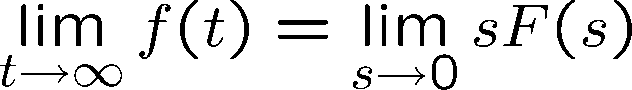 lim_{t→∞} f(t) = lim_{s→0} sF(s)